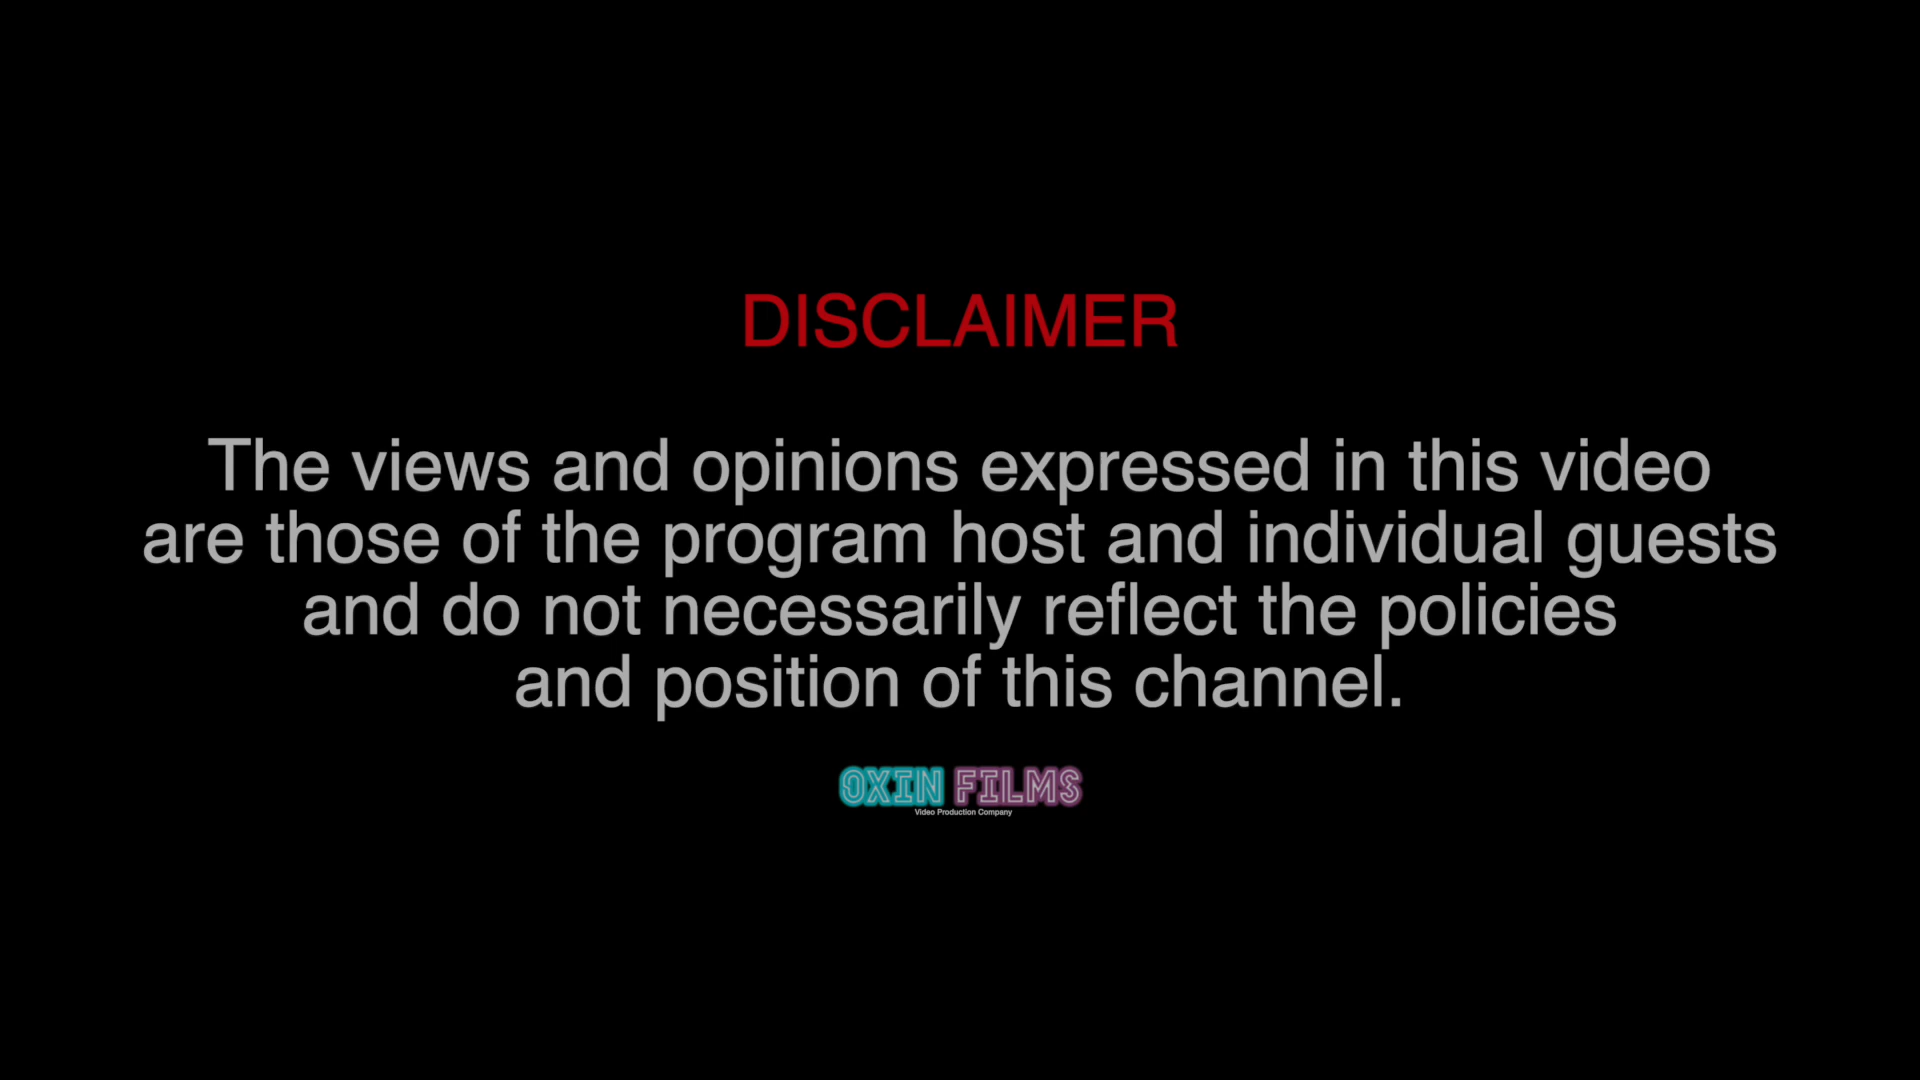 DISCLAIMER
The views and opinions expressed in this video
are those of the program host and individual guests
and do not necessarily reflect the policies
and position of this channel.
OXIN FILMS
Video Production Company